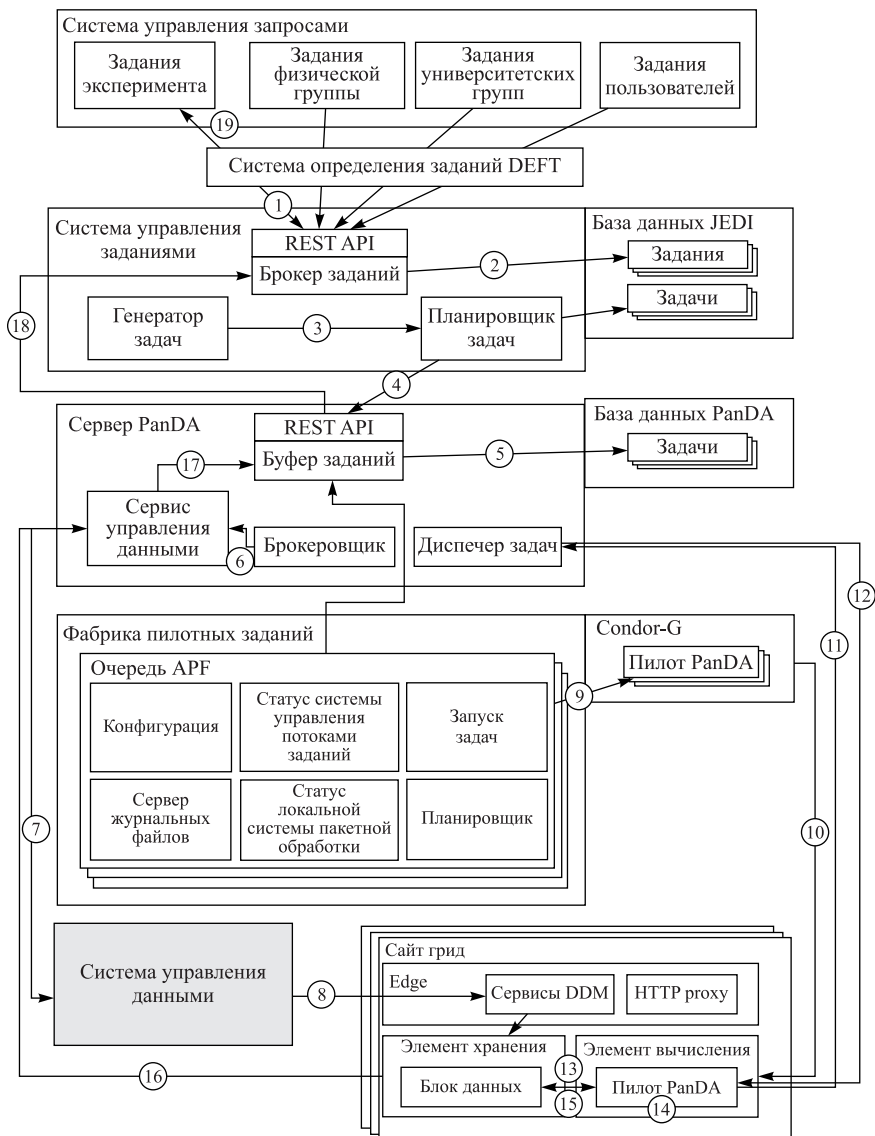 Система управления запросами
Задания
эксперимента
Задания
физической
группы
Задания
университетских
групп
Задания
пользователей
19
Система определения заданий DEFT
1
Система управления
заданиями
REST API
Брокер заданий
2
База данных JEDI
Задания
Задачи
Генератор
задач
3
Планировщик
задач
18
4
Сервер PanDA
REST API
Буфер заданий
5
База данных PanDA
Задачи
17
Сервис
управления
данными
6
Брокеровщик
Диспечер задач
12
11
Фабрика пилотных заданий
Condor-G
Пилот PanDA
9
Очередь APF
Конфигурация
Статус системы
управления
потоками
заданий
Запуск
задач
Сервер
журнальных
файлов
Статус
локальной
системы пакетной
обработки
Планировщик
7
10
Система управления
данными
8
Сайт грид
Edge
Сервисы DDM
HTTP proxy
Элемент хранения
Блок данных
13
15
Элемент вычисления
Пилот PanDA
14
16